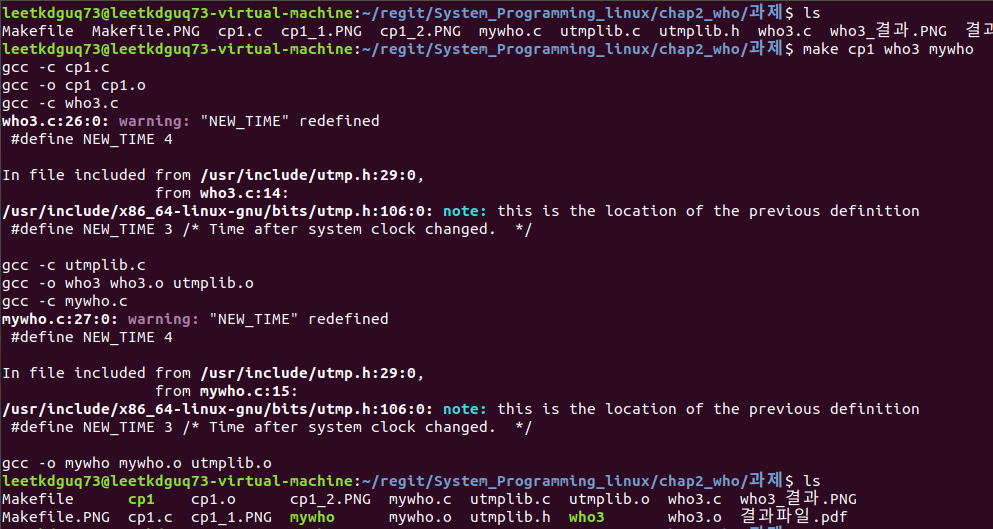 leetkdguq73@leetkdguq73-virtual-machine:~/regit/System_Programming_linux/chap2_who/과제$ ls
Makefile  Makefile.PNG  cp1.c  cp1_1.PNG  cp1_2.PNG  mywho.c  utmplib.c  utmplib.h  who3.c  who3_결과.PNG  결과
leetkdguq73@leetkdguq73-virtual-machine:~/regit/System_Programming_linux/chap2_who/과제$ make cp1 who3 mywho
gcc -c cp1.c
gcc -o cp1 cp1.o
gcc -c who3.c
who3.c:26:0: warning: "NEW_TIME" redefined
 #define NEW_TIME 4
In file included from /usr/include/utmp.h:29:0,
                 from who3.c:14:
/usr/include/x86_64-linux-gnu/bits/utmp.h:106:0: note: this is the location of the previous definition
 #define NEW_TIME 3 /* Time after system clock changed.  */
gcc -c utmplib.c
gcc -o who3 who3.o utmplib.o
gcc -c mywho.c
mywho.c:27:0: warning: "NEW_TIME" redefined
 #define NEW_TIME 4
In file included from /usr/include/utmp.h:29:0,
                 from mywho.c:15:
/usr/include/x86_64-linux-gnu/bits/utmp.h:106:0: note: this is the location of the previous definition
 #define NEW_TIME 3 /* Time after system clock changed.  */
gcc -o mywho mywho.o utmplib.o
leetkdguq73@leetkdguq73-virtual-machine:~/regit/System_Programming_linux/chap2_who/과제$ ls
Makefile      cp1    cp1.o      cp1_2.PNG  mywho.c  utmplib.c  utmplib.o  who3.c  who3_결과.PNG
Makefile.PNG  cp1.c  cp1_1.PNG  mywho      mywho.o  utmplib.h  who3       who3.o  결과파일.pdf